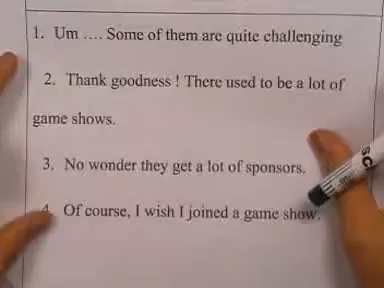 1. Um .... Some of them are quite challenging
2. Thank goodness ! There used to be a lot of
game shows.
3. No wonder they get a lot of sponsors.
4. Of course, I wish I joined a game show.